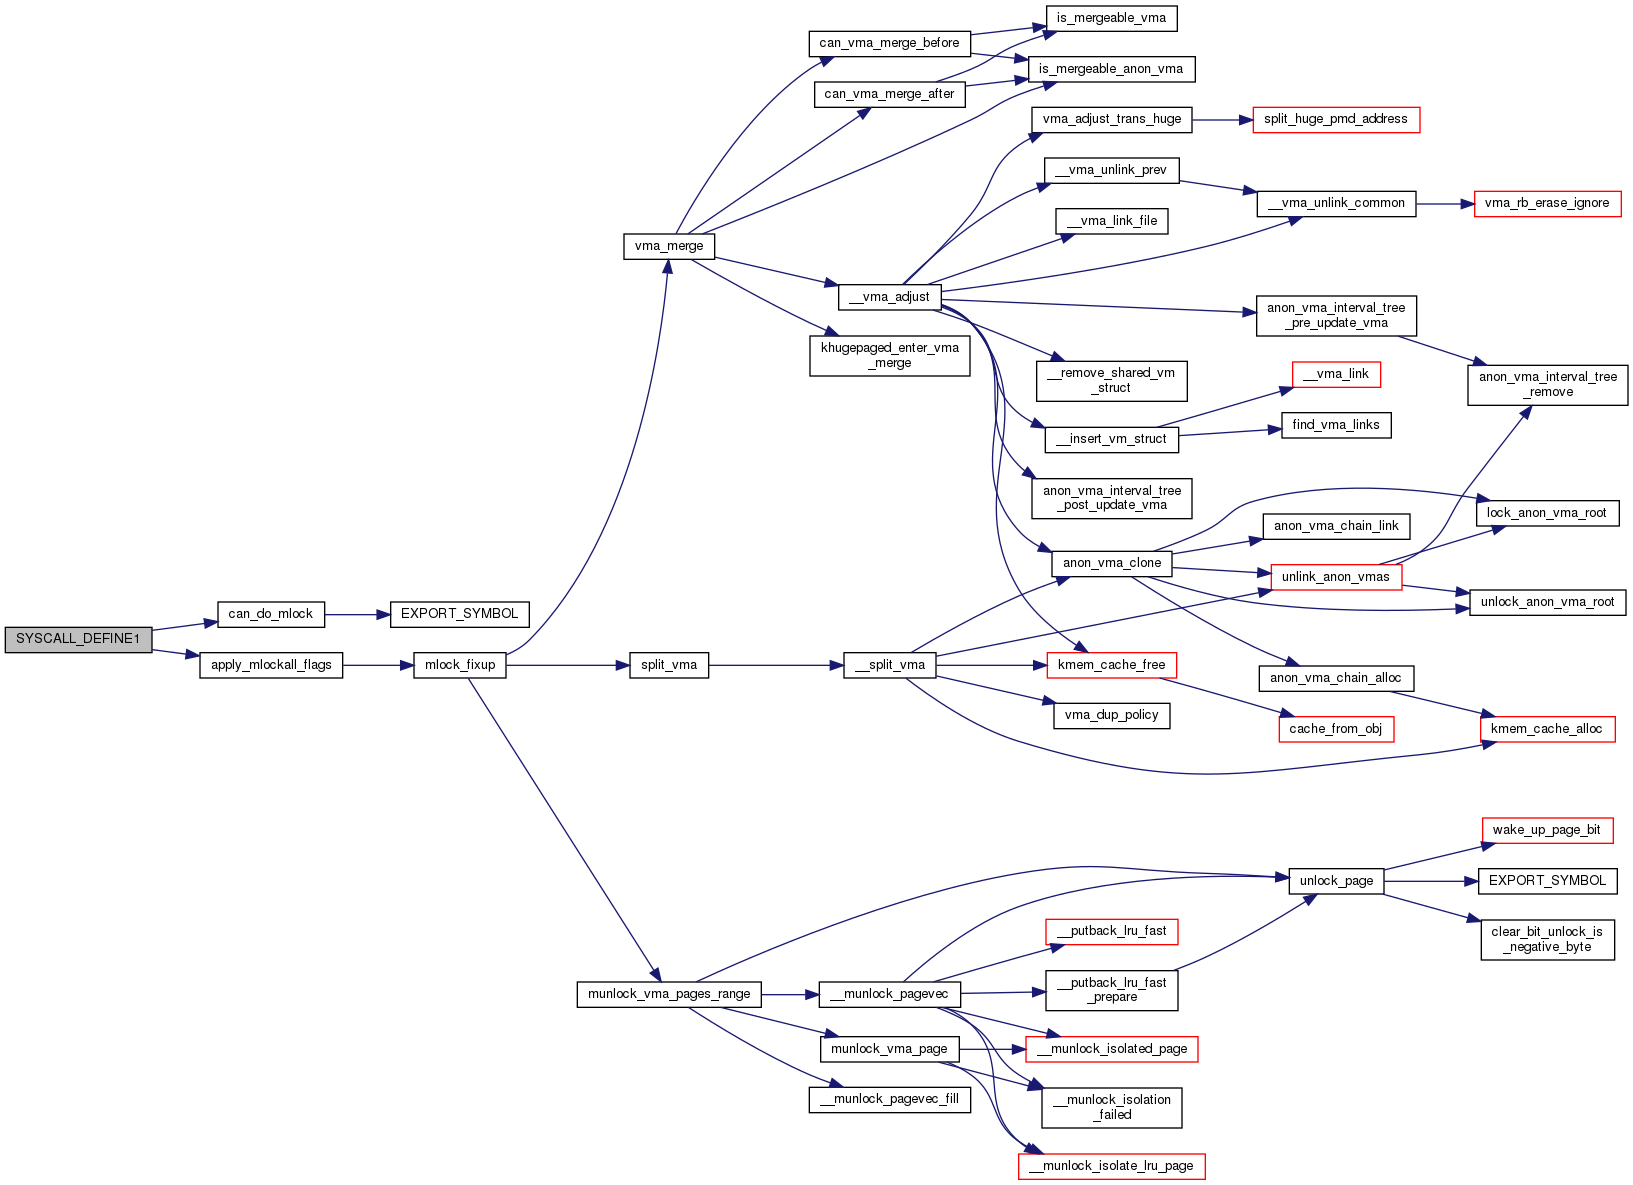 is_mergeable_vma
can_vma_merge_before
is_mergeable_anon_vma
can_vma_merge_after
vma_adjust_trans_huge
split_huge_pmd_address
__vma_unlink_prev
__vma_unlink_common
vma_rb_erase_ignore
__vma_link_file
vma_merge
__vma_adjust
anon_vma_interval_tree
_pre_update_vma
khugepaged_enter_vma
_merge
__remove_shared_vm
_struct
__vma_link
anon_vma_interval_tree
_remove
find_vma_links
__insert_vm_struct
anon_vma_interval_tree
_post_update_vma
lock_anon_vma_root
anon_vma_chain_link
anon_vma_clone
unlink_anon_vmas
unlock_anon_vma_root
can_do_mlock
EXPORT_SYMBOL
SYSCALL_DEFINE1
apply_mlockall_flags
mlock_fixup
split_vma
__split_vma
kmem_cache_free
anon_vma_chain_alloc
vma_dup_policy
cache_from_obj
kmem_cache_alloc
wake_up_page_bit
unlock_page
EXPORT_SYMBOL
__putback_lru_fast
clear_bit_unlock_is
_negative_byte
munlock_vma_pages_range
__munlock_pagevec
__putback_lru_fast
_prepare
munlock_vma_page
__munlock_isolated_page
__munlock_pagevec_fill
__munlock_isolation
_failed
__munlock_isolate_lru_page